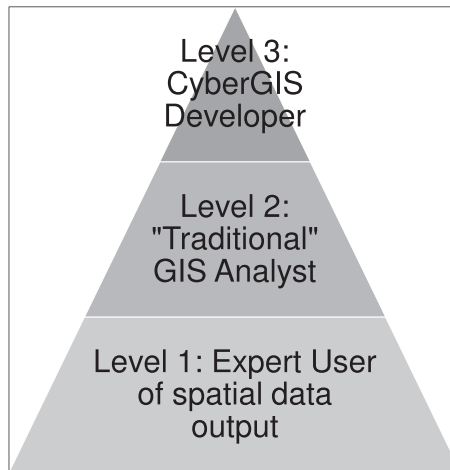 Level 3:
CyberGIS
Developer
Level 2:
"Traditional"
GIS Analyst
Level 1: Expert User
of spatial data
output